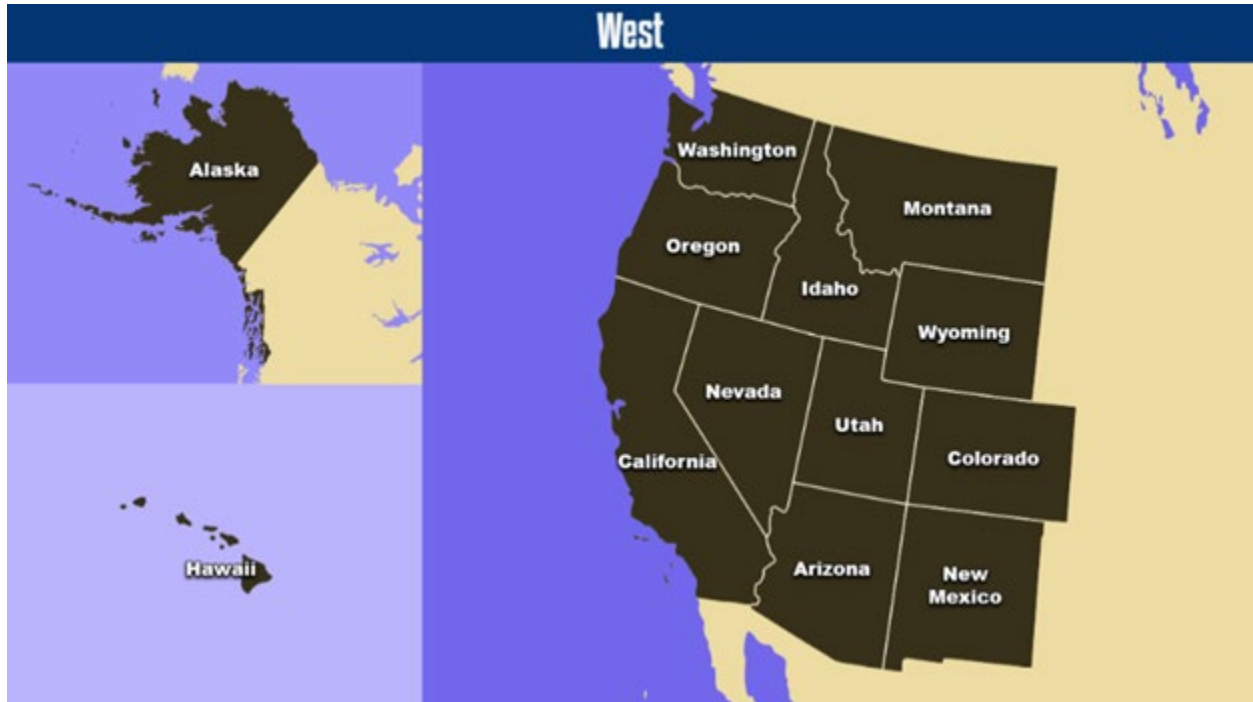 West
Alaska
Washington
Montana
Oregon
Idaho
Wyoming
Nevada
Utah
California
Colorado
Hawaii
Arizona
New
Mexico